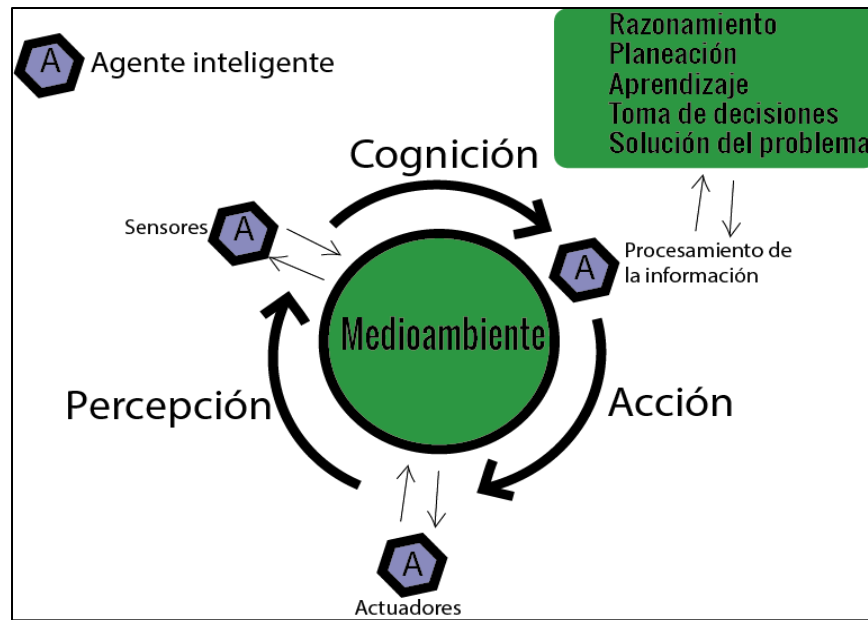 A Agente inteligente
Razonamiento
Planeación
Aprendizaje
Toma de decisiones
Solución del problema
Cognición
Sensores
A
A
Procesamiento de
la información
Medioambiente
Percepción
Acción
A
Actuadores